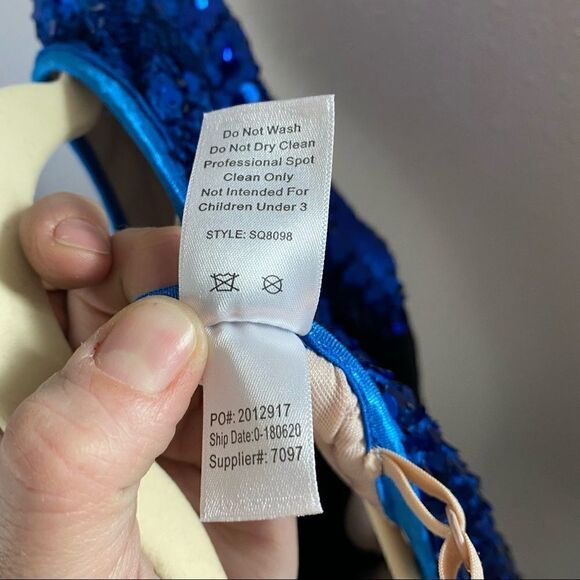 Do Not Wash
Do Not Dry Clean
Professional Spot
Clean Only
Not Intended For
Children Under 3
STYLE: SQ8098
PO#: 2012917
Ship Date:0-180620
Supplier#: 7097